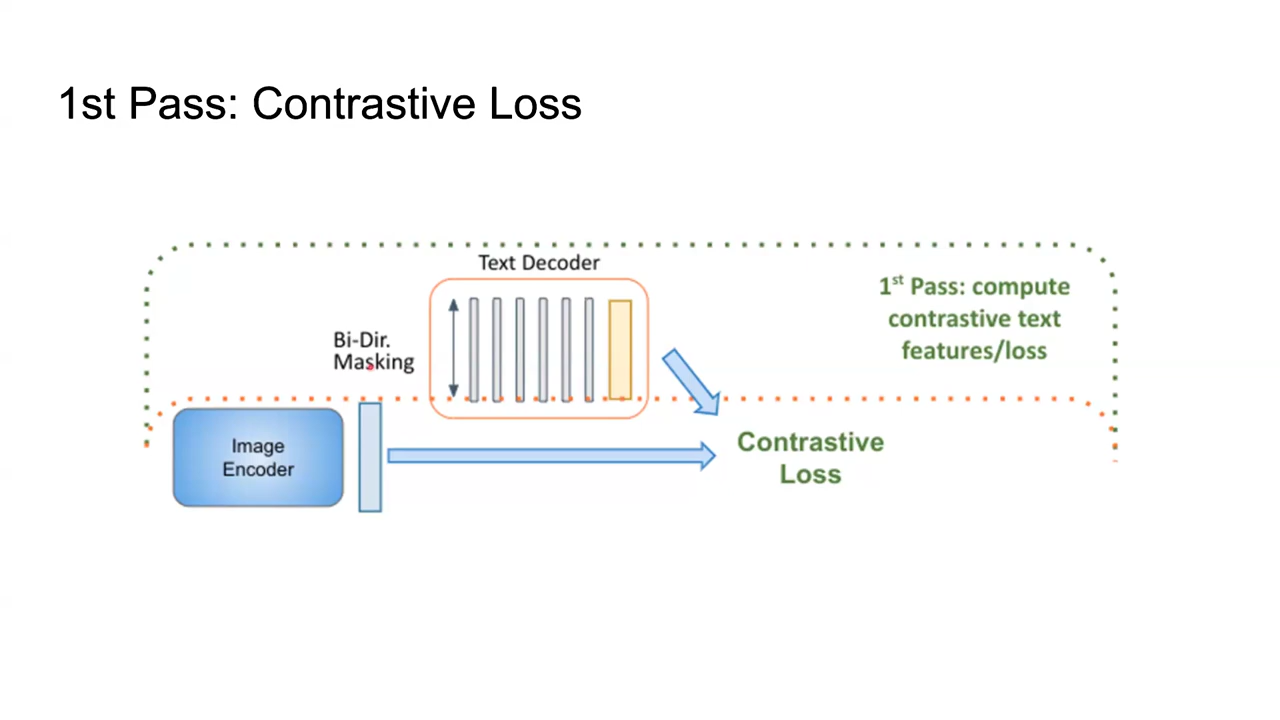 1st Pass: Contrastive Loss
Text Decoder
Bi-Dir.
Masking
1st Pass: compute
contrastive text
features/loss
Image
Encoder
Contrastive
Loss